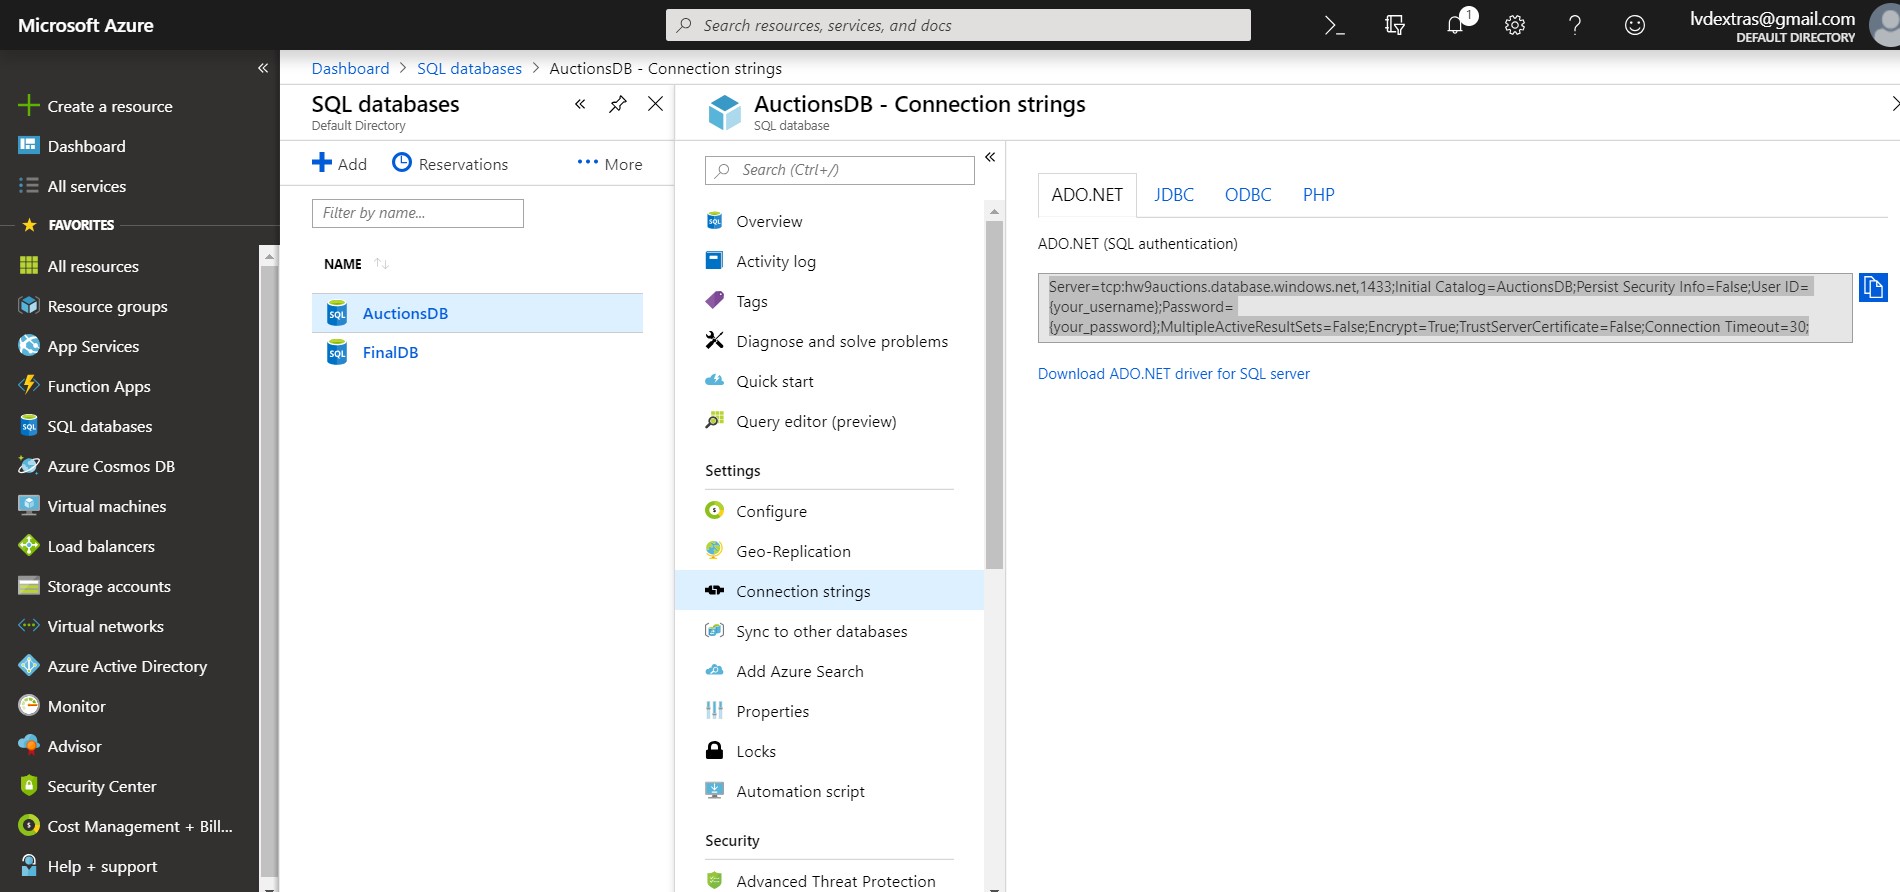 Microsoft Azure
Search resources, services, and docs
1
lvdextras@gmail.com
DEFAULT DIRECTORY
Create a resource
Dashboard
All services
FAVORITES
All resources
Resource groups
App Services
Function Apps
SQL databases
Azure Cosmos DB
Virtual machines
Load balancers
Storage accounts
Virtual networks
Azure Active Directory
Monitor
Advisor
Security Center
Cost Management + Bill...
Help + support
Dashboard > SQL databases > AuctionsDB - Connection strings
SQL databases
Default Directory
Add
Reservations
More
Filter by name...
NAME
SQL AuctionsDB
SQL FinalDB
AuctionsDB - Connection strings
SQL database
Search (Ctrl+/)
Overview
Activity log
Tags
Diagnose and solve problems
Quick start
Query editor (preview)
Settings
Configure
Geo-Replication
Connection strings
Sync to other databases
Add Azure Search
Properties
Locks
Automation script
Security
Advanced Threat Protection
ADO.NET JDBC ODBC PHP
ADO.NET (SQL authentication)
Server=tcp:hw9auctions.database.windows.net,1433;Initial Catalog=AuctionsDB;Persist Security Info=False;User ID=
{your_username};Password=
{your_password};MultipleActiveResultSets=False;Encrypt=True;TrustServerCertificate=False;Connection Timeout=30;
Download ADO.NET driver for SQL server